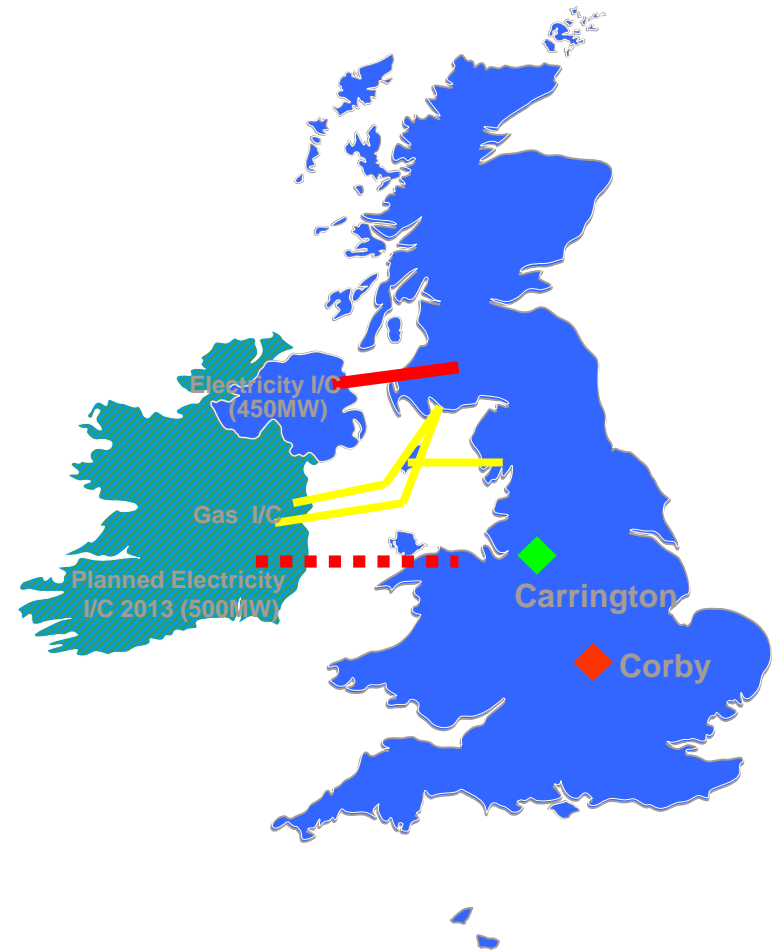 Electricity I/C
(450MW)
Gas I/C
Planned Electricity
I/C 2013 (500MW)
Carrington
Corby